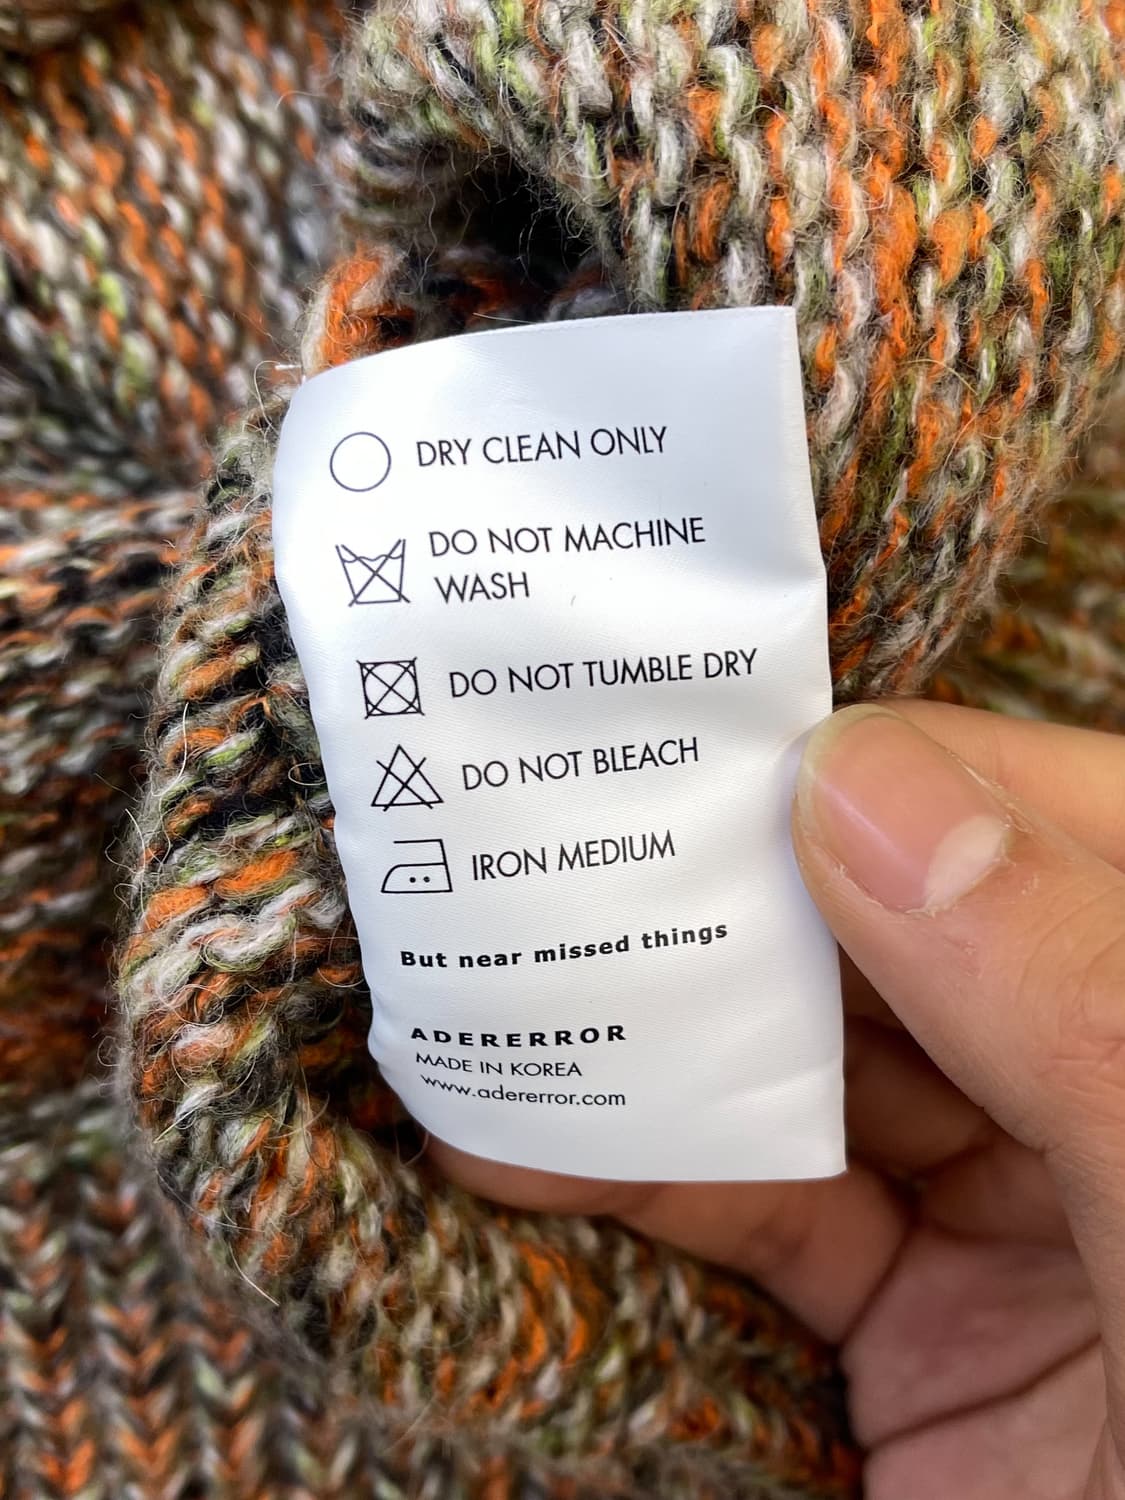 DRY CLEAN ONLY
DO NOT MACHINE
WASH
DO NOT TUMBLE DRY
DO NOT BLEACH
IRON MEDIUM
But near missed things
ADERERROR
MADE IN KOREA
www.adererror.com